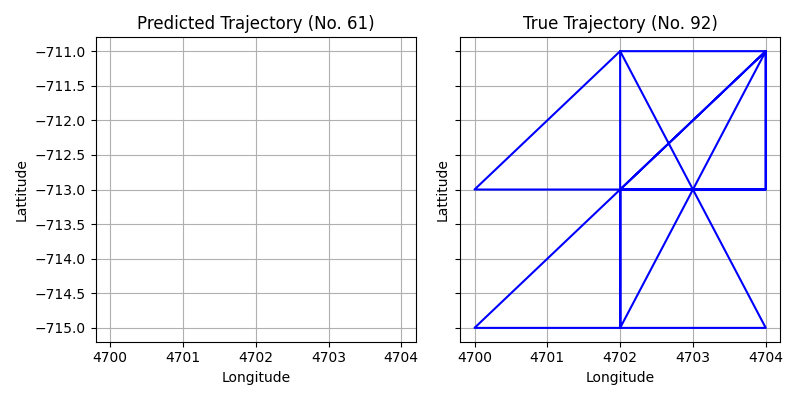 Predicted Trajectory (No. 61)
True Trajectory (No. 92)
−711.0
−711.5
−712.0
−712.5
−713.0
−713.5
−714.0
−714.5
−715.0
Lattitude
Lattitude
4700 4701 4702 4703 4704
4700 4701 4702 4703 4704
Longitude
Longitude